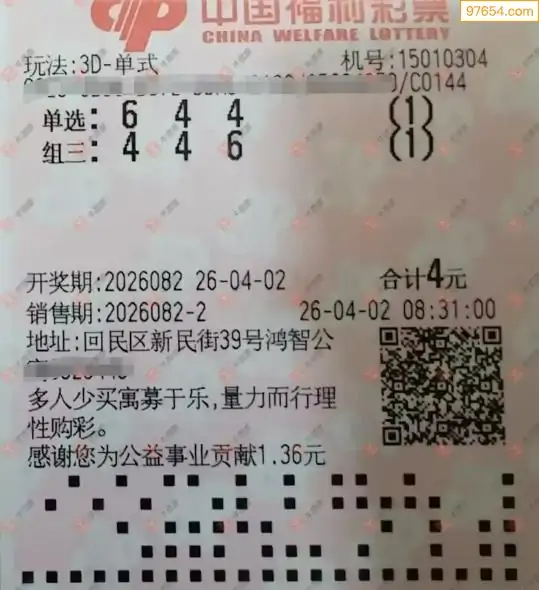 97654.com
中国福利彩票
CHINA WELFARE LOTTERY
玩法:3D-单式 机号:15010304
/C0144
单选: 6 4 4 (1)
组三: 4 4 6 (1)
开奖期:2026082 26-04-02 合计4元
销售期:2026082-2 26-04-02 08:31:00
地址:回民区新民街39号鸿智公
多人少买寓募于乐,量力而行理
性购彩。
感谢您为公益事业贡献1.36元